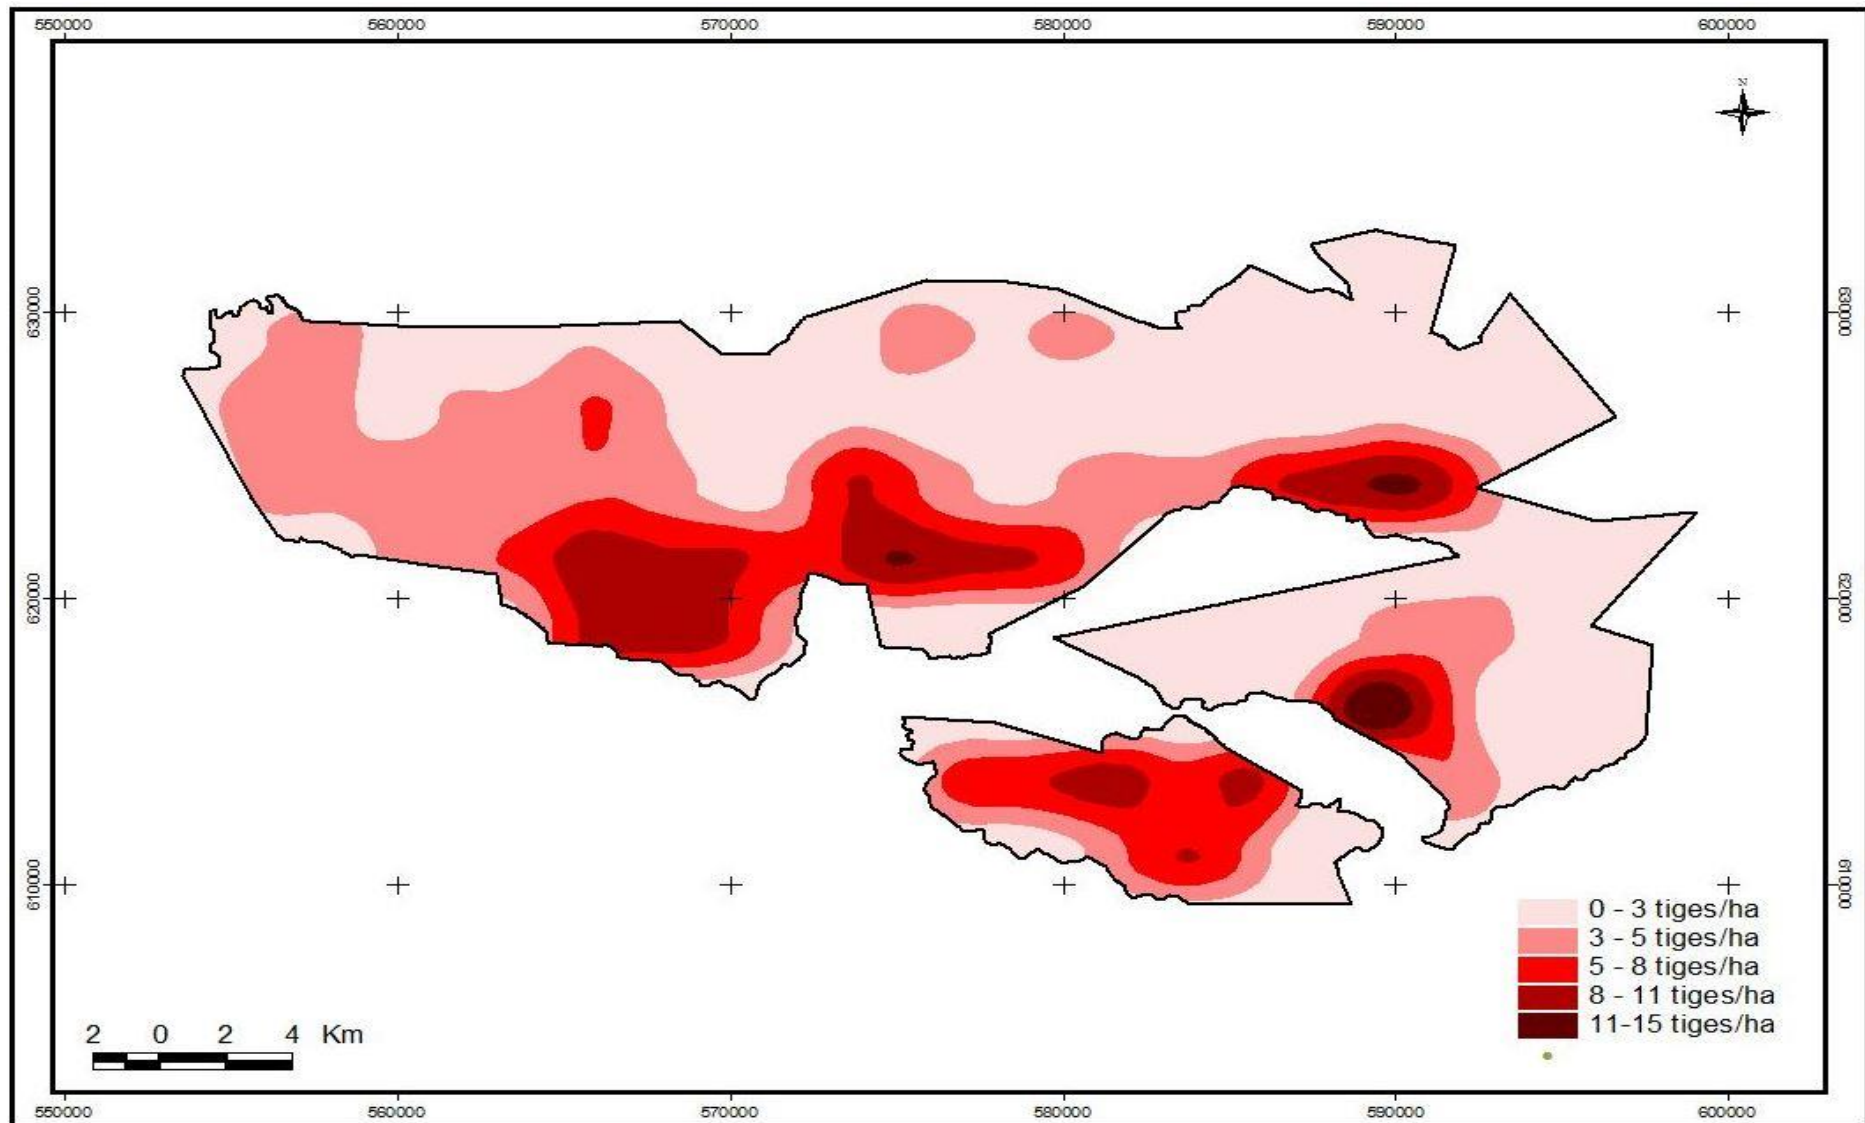 550000 560000 570000 580000 590000 600000
N
630000 630000
620000 620000
610000 610000
0 - 3 tiges/ha
3 - 5 tiges/ha
5 - 8 tiges/ha
8 - 11 tiges/ha
11-15 tiges/ha
2 0 2 4 Km
550000 560000 570000 580000 590000 600000